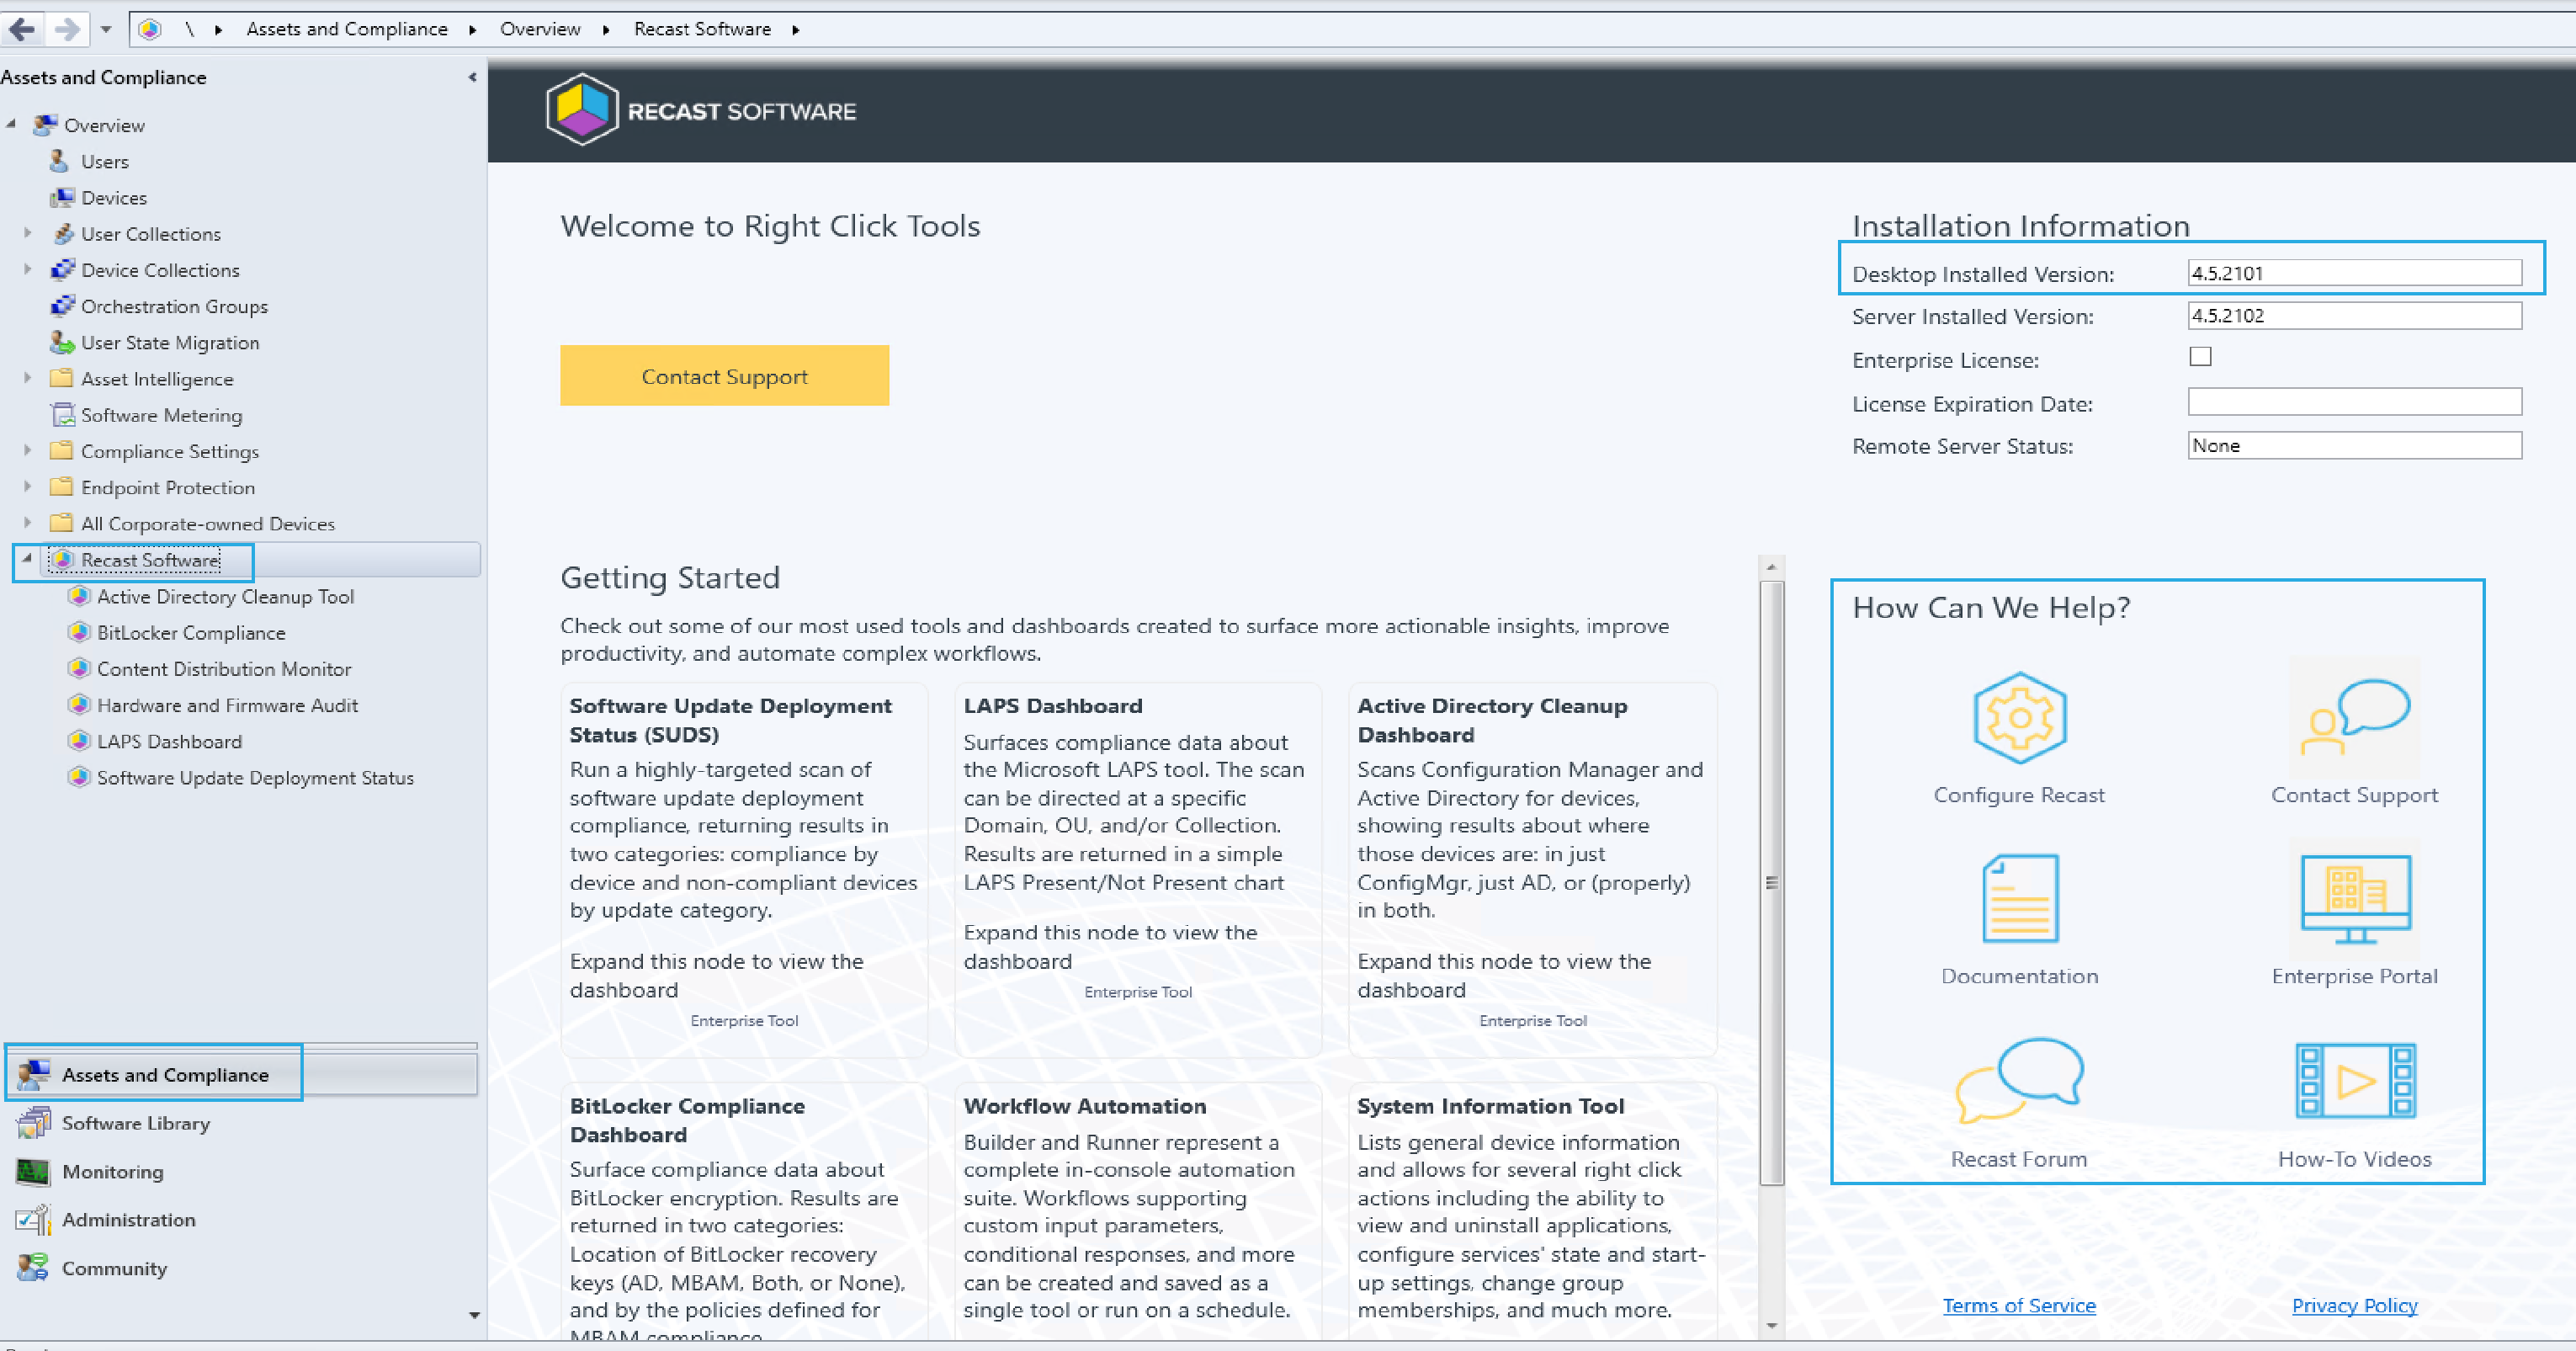 \ Assets and Compliance Overview Recast Software
Assets and Compliance
Overview
Users
Devices
User Collections
Device Collections
Orchestration Groups
User State Migration
Asset Intelligence
Software Metering
Compliance Settings
Endpoint Protection
All Corporate-owned Devices
Recast Software
Active Directory Cleanup Tool
BitLocker Compliance
Content Distribution Monitor
Hardware and Firmware Audit
LAPS Dashboard
Software Update Deployment Status
Assets and Compliance
Software Library
Monitoring
Administration
Community
RECAST SOFTWARE
Welcome to Right Click Tools
Contact Support
Installation Information
Desktop Installed Version: 4.5.2101
Server Installed Version: 4.5.2102
Enterprise License:
License Expiration Date:
Remote Server Status: None
Getting Started
Check out some of our most used tools and dashboards created to surface more actionable insights, improve
productivity, and automate complex workflows.
Software Update Deployment
Status (SUDS)
Run a highly-targeted scan of
software update deployment
compliance, returning results in
two categories: compliance by
device and non-compliant devices
by update category.
Expand this node to view the
dashboard
Enterprise Tool
LAPS Dashboard
Surfaces compliance data about
the Microsoft LAPS tool. The scan
can be directed at a specific
Domain, OU, and/or Collection.
Results are returned in a simple
LAPS Present/Not Present chart
Expand this node to view the
dashboard
Enterprise Tool
Active Directory Cleanup
Dashboard
Scans Configuration Manager and
Active Directory for devices,
showing results about where
those devices are: in just
ConfigMgr, just AD, or (properly)
in both.
Expand this node to view the
dashboard
Enterprise Tool
BitLocker Compliance
Dashboard
Surface compliance data about
BitLocker encryption. Results are
returned in two categories:
Location of BitLocker recovery
keys (AD, MBAM, Both, or None),
and by the policies defined for
MBAM compliance
Workflow Automation
Builder and Runner represent a
complete in-console automation
suite. Workflows supporting
custom input parameters,
conditional responses, and more
can be created and saved as a
single tool or run on a schedule.
System Information Tool
Lists general device information
and allows for several right click
actions including the ability to
view and uninstall applications,
configure services' state and start-
up settings, change group
memberships, and much more.
How Can We Help?
Configure Recast
Contact Support
Documentation
Enterprise Portal
Recast Forum
How-To Videos
Terms of Service
Privacy Policy